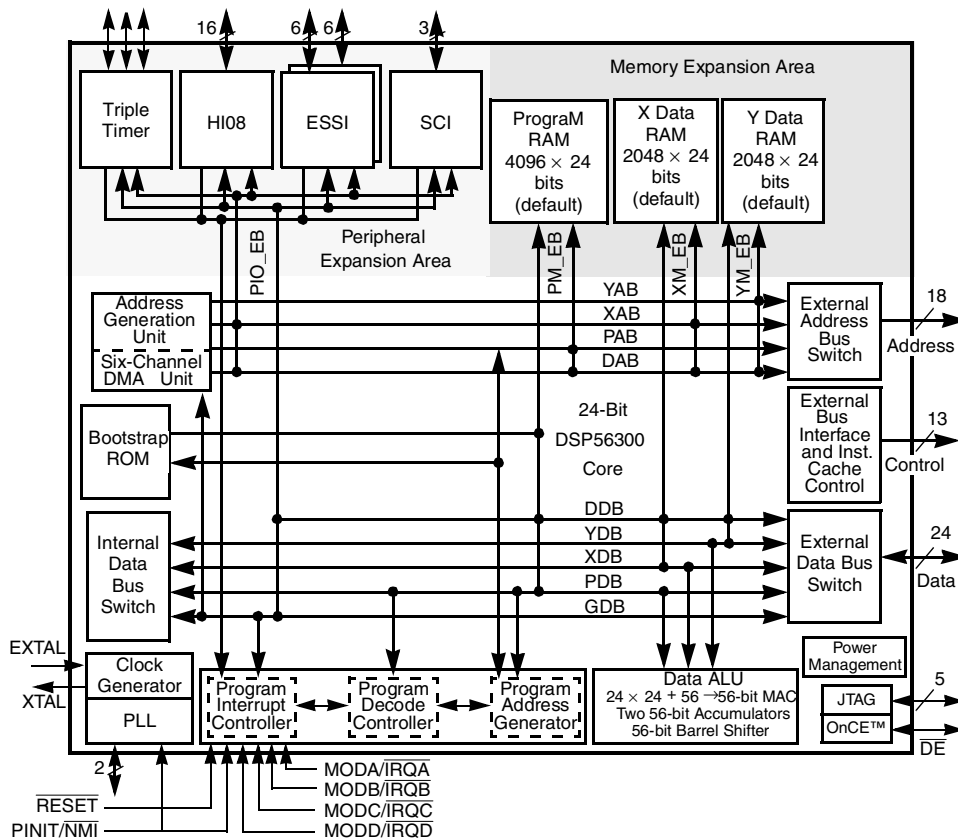 16
6
6
3
Memory Expansion Area
Triple
Timer
HI08
ESSI
SCI
PrograM
RAM
4096 × 24
bits
(default)
X Data
RAM
2048 × 24
bits
(default)
Y Data
RAM
2048 × 24
bits
(default)
Peripheral
Expansion Area
PIO_EB
PM_EB
XM_EB
YM_EB
Address
Generation
Unit
Six-Channel
DMA Unit
YAB
XAB
PAB
DAB
External
Address
Bus
Switch
18
Address
Bootstrap
ROM
24-Bit
DSP56300
Core
External
Bus
Interface
and Inst.
Cache
Control
13
Control
Internal
Data
Bus
Switch
DDB
YDB
XDB
PDB
GDB
External
Data Bus
Switch
24
Data
EXTAL
XTAL
Clock
Generator
PLL
2
Program
Interrupt
Controller
Program
Decode
Controller
Program
Address
Generator
Data ALU
24 × 24 + 56 →56-bit MAC
Two 56-bit Accumulators
56-bit Barrel Shifter
Power
Management
JTAG
OnCE™
5
DE
MODA/IRQA
MODB/IRQB
MODC/IRQC
MODD/IRQD
RESET
PINIT/NMI